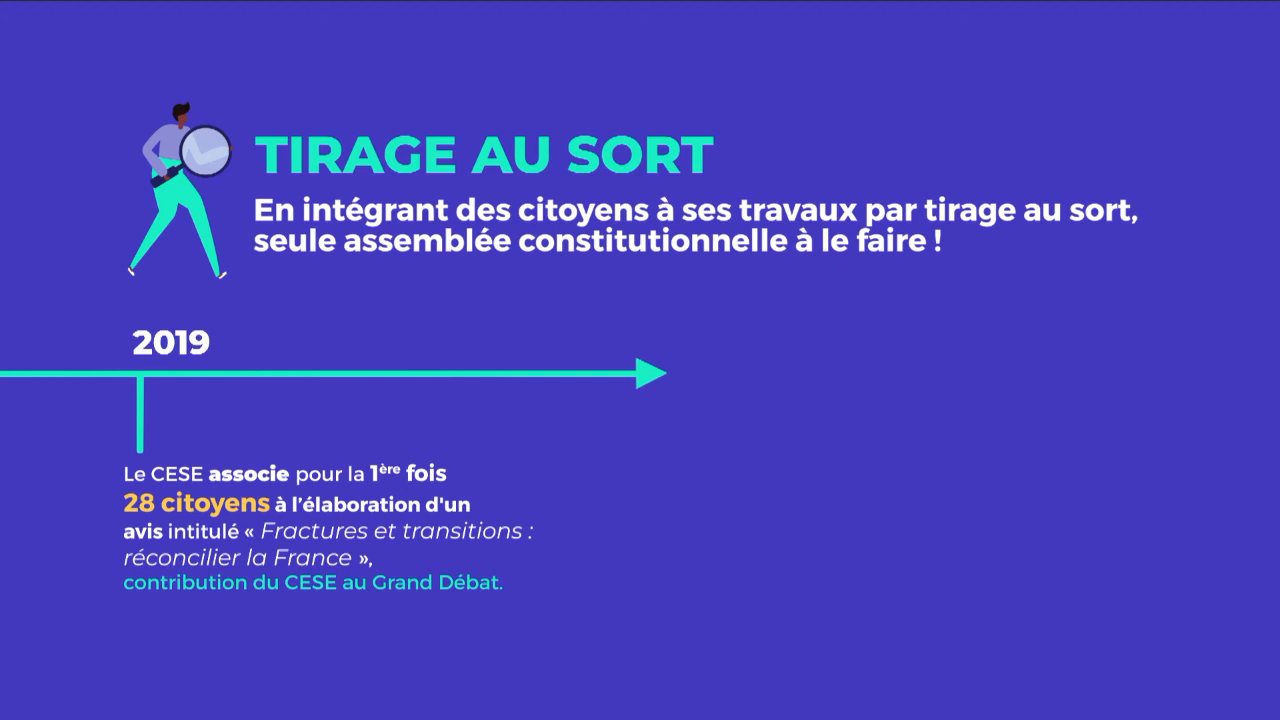 TIRAGE AU SORT
En intégrant des citoyens à ses travaux par tirage au sort,
seule assemblée constitutionnelle à le faire !
2019
Le CESE associe pour la 1ère fois
28 citoyens à l’élaboration d'un
avis intitulé « Fractures et transitions :
réconcilier la France »,
contribution du CESE au Grand Débat.